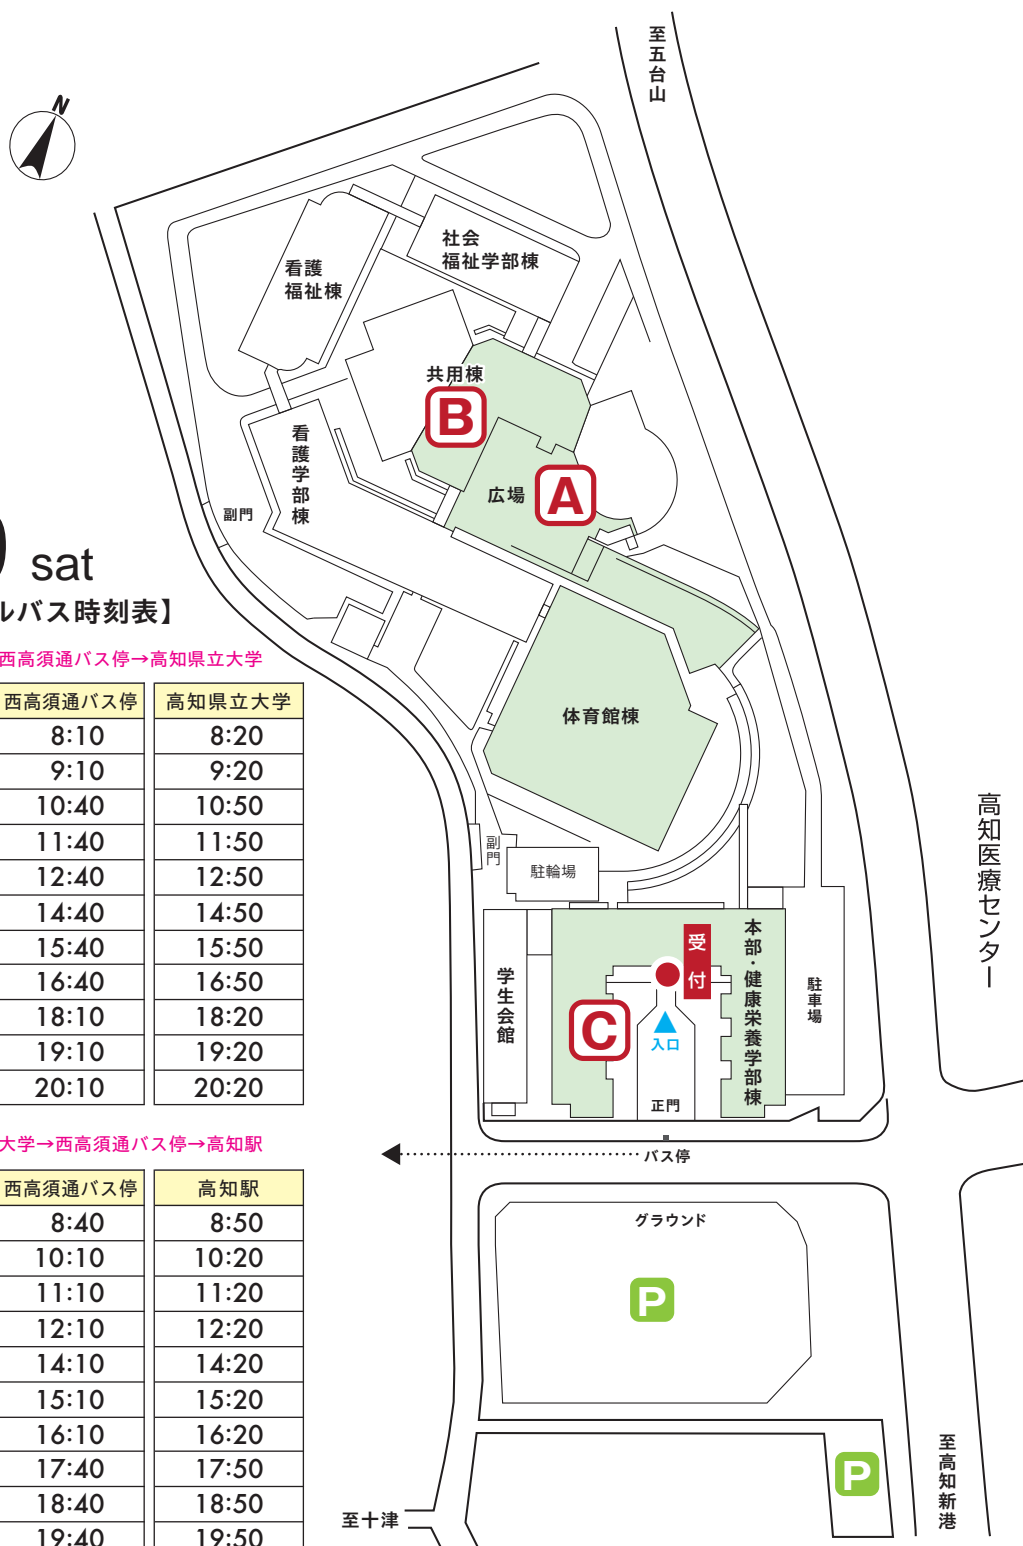 N
至五台山
社会
福祉学部棟
看護
福祉棟
共用棟
B
看護学部棟
広場
A
副門
sat
ルバス時刻表】
西高須通バス停→高知県立大学
西高須通バス停 高知県立大学
8:10 8:20
9:10 9:20
10:40 10:50
11:40 11:50
12:40 12:50
14:40 14:50
15:40 15:50
16:40 16:50
18:10 18:20
19:10 19:20
20:10 20:20
大学→西高須通バス停→高知駅
西高須通バス停 高知駅
8:40 8:50
10:10 10:20
11:10 11:20
12:10 12:20
14:10 14:20
15:10 15:20
16:10 16:20
17:40 17:50
18:40 18:50
19:40 19:50
体育館棟
高知医療センター
副門
駐輪場
学生会館
受付
本部・健康栄養学部棟
駐車場
C
入口
正門
バス停
グラウンド
P
P
至高知新港
至十津